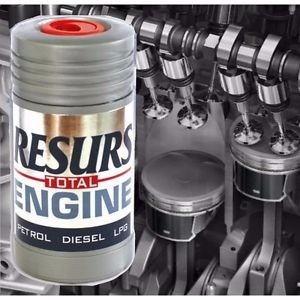 RESURS
TOTAL
ENGINE
PETROL DIESEL LPG